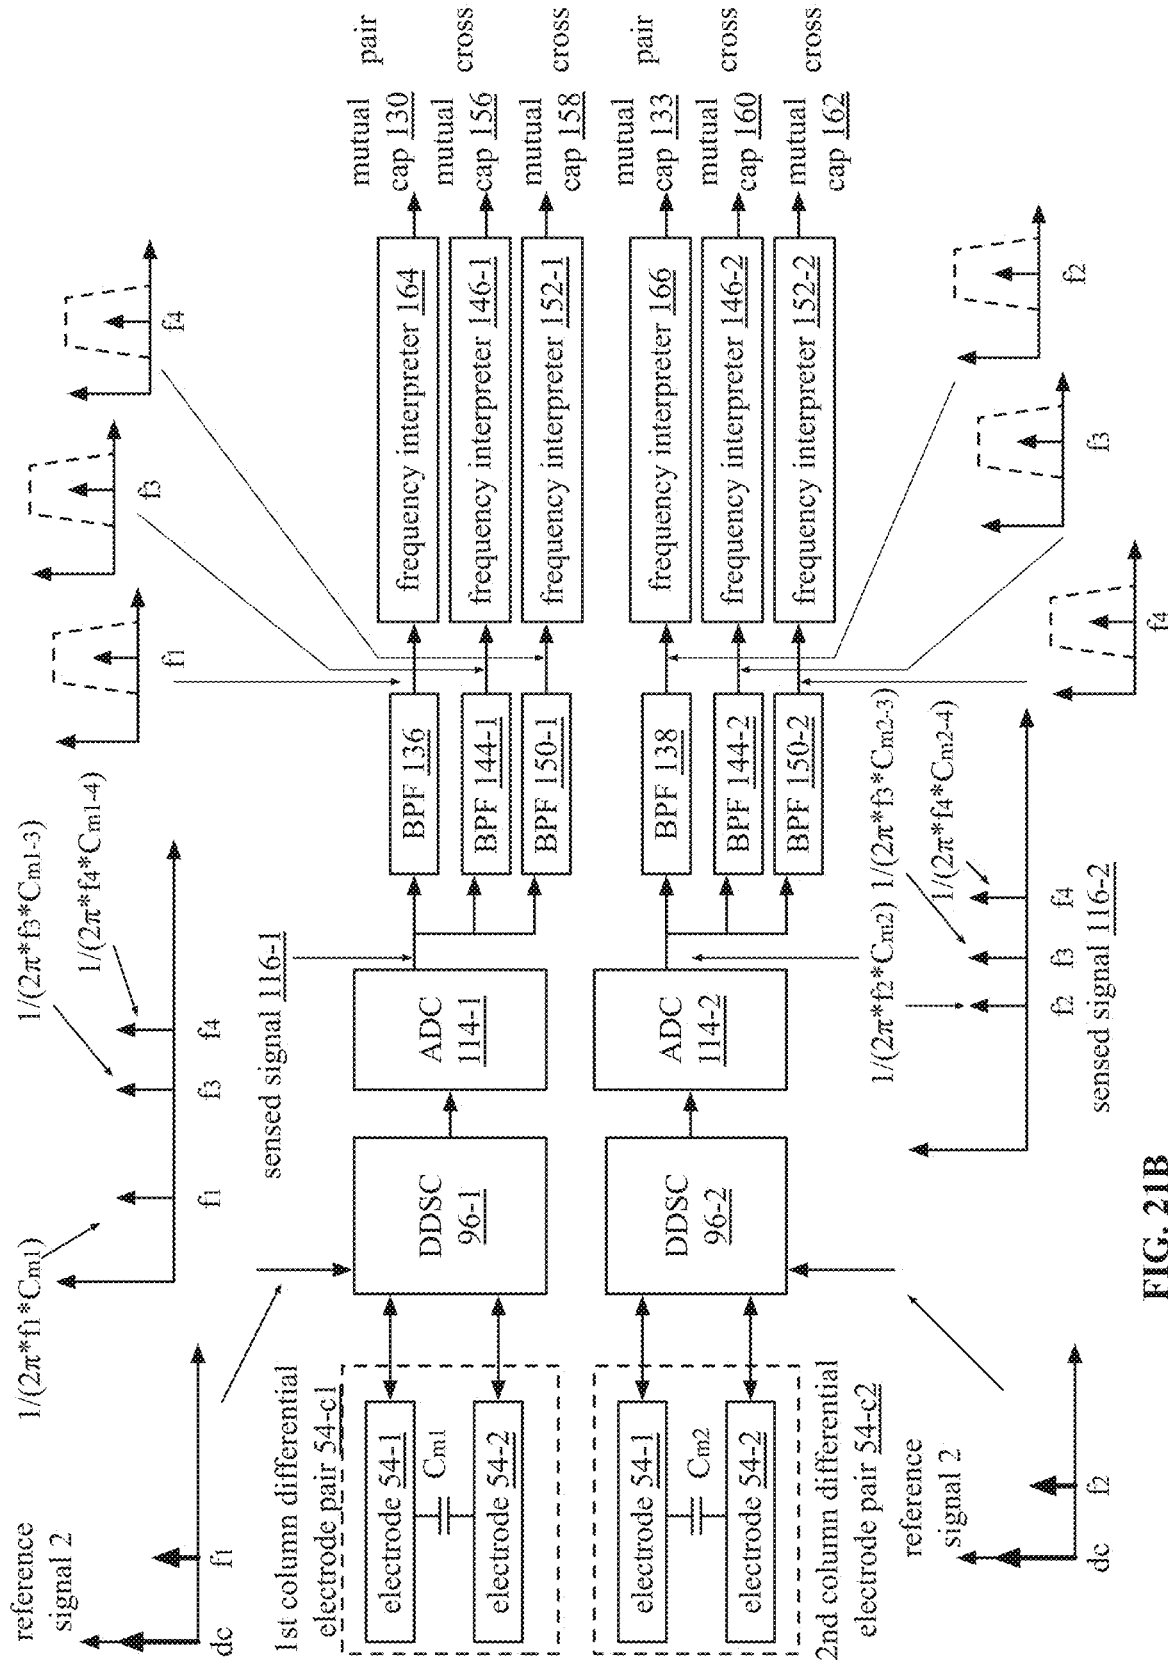 reference
signal 2
dc
f1
1/(2π*f1*Cm1)
1/(2π*f3*Cm1-3)
1/(2π*f4*Cm1-4)
f1
f3
f4
f1
f3
f4
1st column differential
electrode pair 54-c1
electrode 54-1
Cm1
electrode 54-2
DDSC
96-1
sensed signal 116-1
ADC
114-1
BPF 136
BPF 144-1
BPF 150-1
frequency interpreter 164
frequency interpreter 146-1
frequency interpreter 152-1
mutual pair
cap 130
mutual cross
cap 156
mutual cross
cap 158
electrode 54-1
Cm2
electrode 54-2
2nd column differential
electrode pair 54-c2
DDSC
96-2
ADC
114-2
BPF 138
BPF 144-2
BPF 150-2
frequency interpreter 166
frequency interpreter 146-2
frequency interpreter 152-2
mutual pair
cap 133
mutual cross
cap 160
mutual cross
cap 162
reference
signal 2
dc
f2
1/(2π*f2*Cm2)
1/(2π*f3*Cm2-3)
1/(2π*f4*Cm2-4)
f2
f3
f4
sensed signal 116-2
f4
f3
f2
FIG. 21B